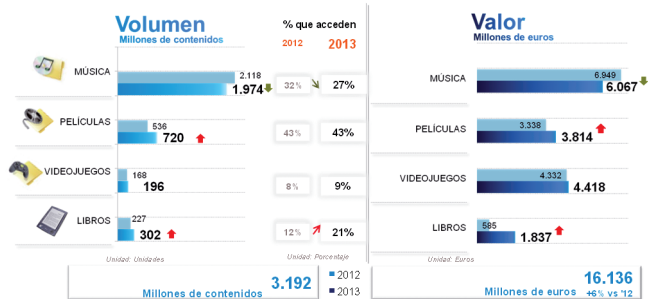 Volumen
Millones de contenidos
% que acceden
2012 2013
Valor
Millones de euros
MÚSICA
2.118
1.974
32% 27%
MÚSICA
6.949
6.067
PELÍCULAS
536
720
43% 43%
PELÍCULAS
3.338
3.814
VIDEOJUEGOS
168
196
8% 9%
VIDEOJUEGOS
4.332
4.418
LIBROS
227
302
12% 21%
LIBROS
585
1.837
Unidad: Unidades
Unidad: Porcentaje
Unidad: Euros
3.192
Millones de contenidos
2012
2013
16.136
Millones de euros +6% vs '12